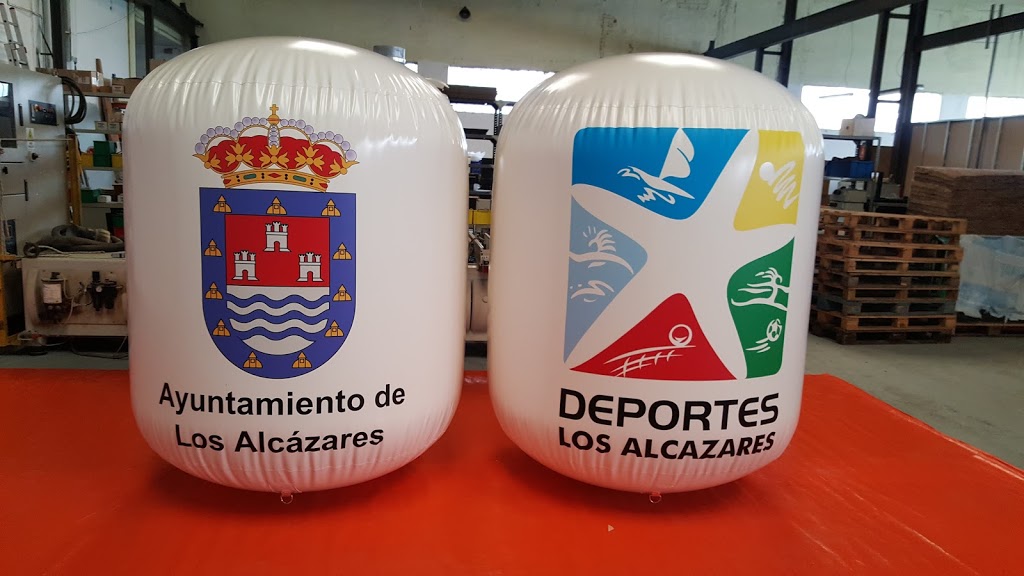 Ayuntamiento de
Los Alcázares
DEPORTES
LOS ALCAZARES